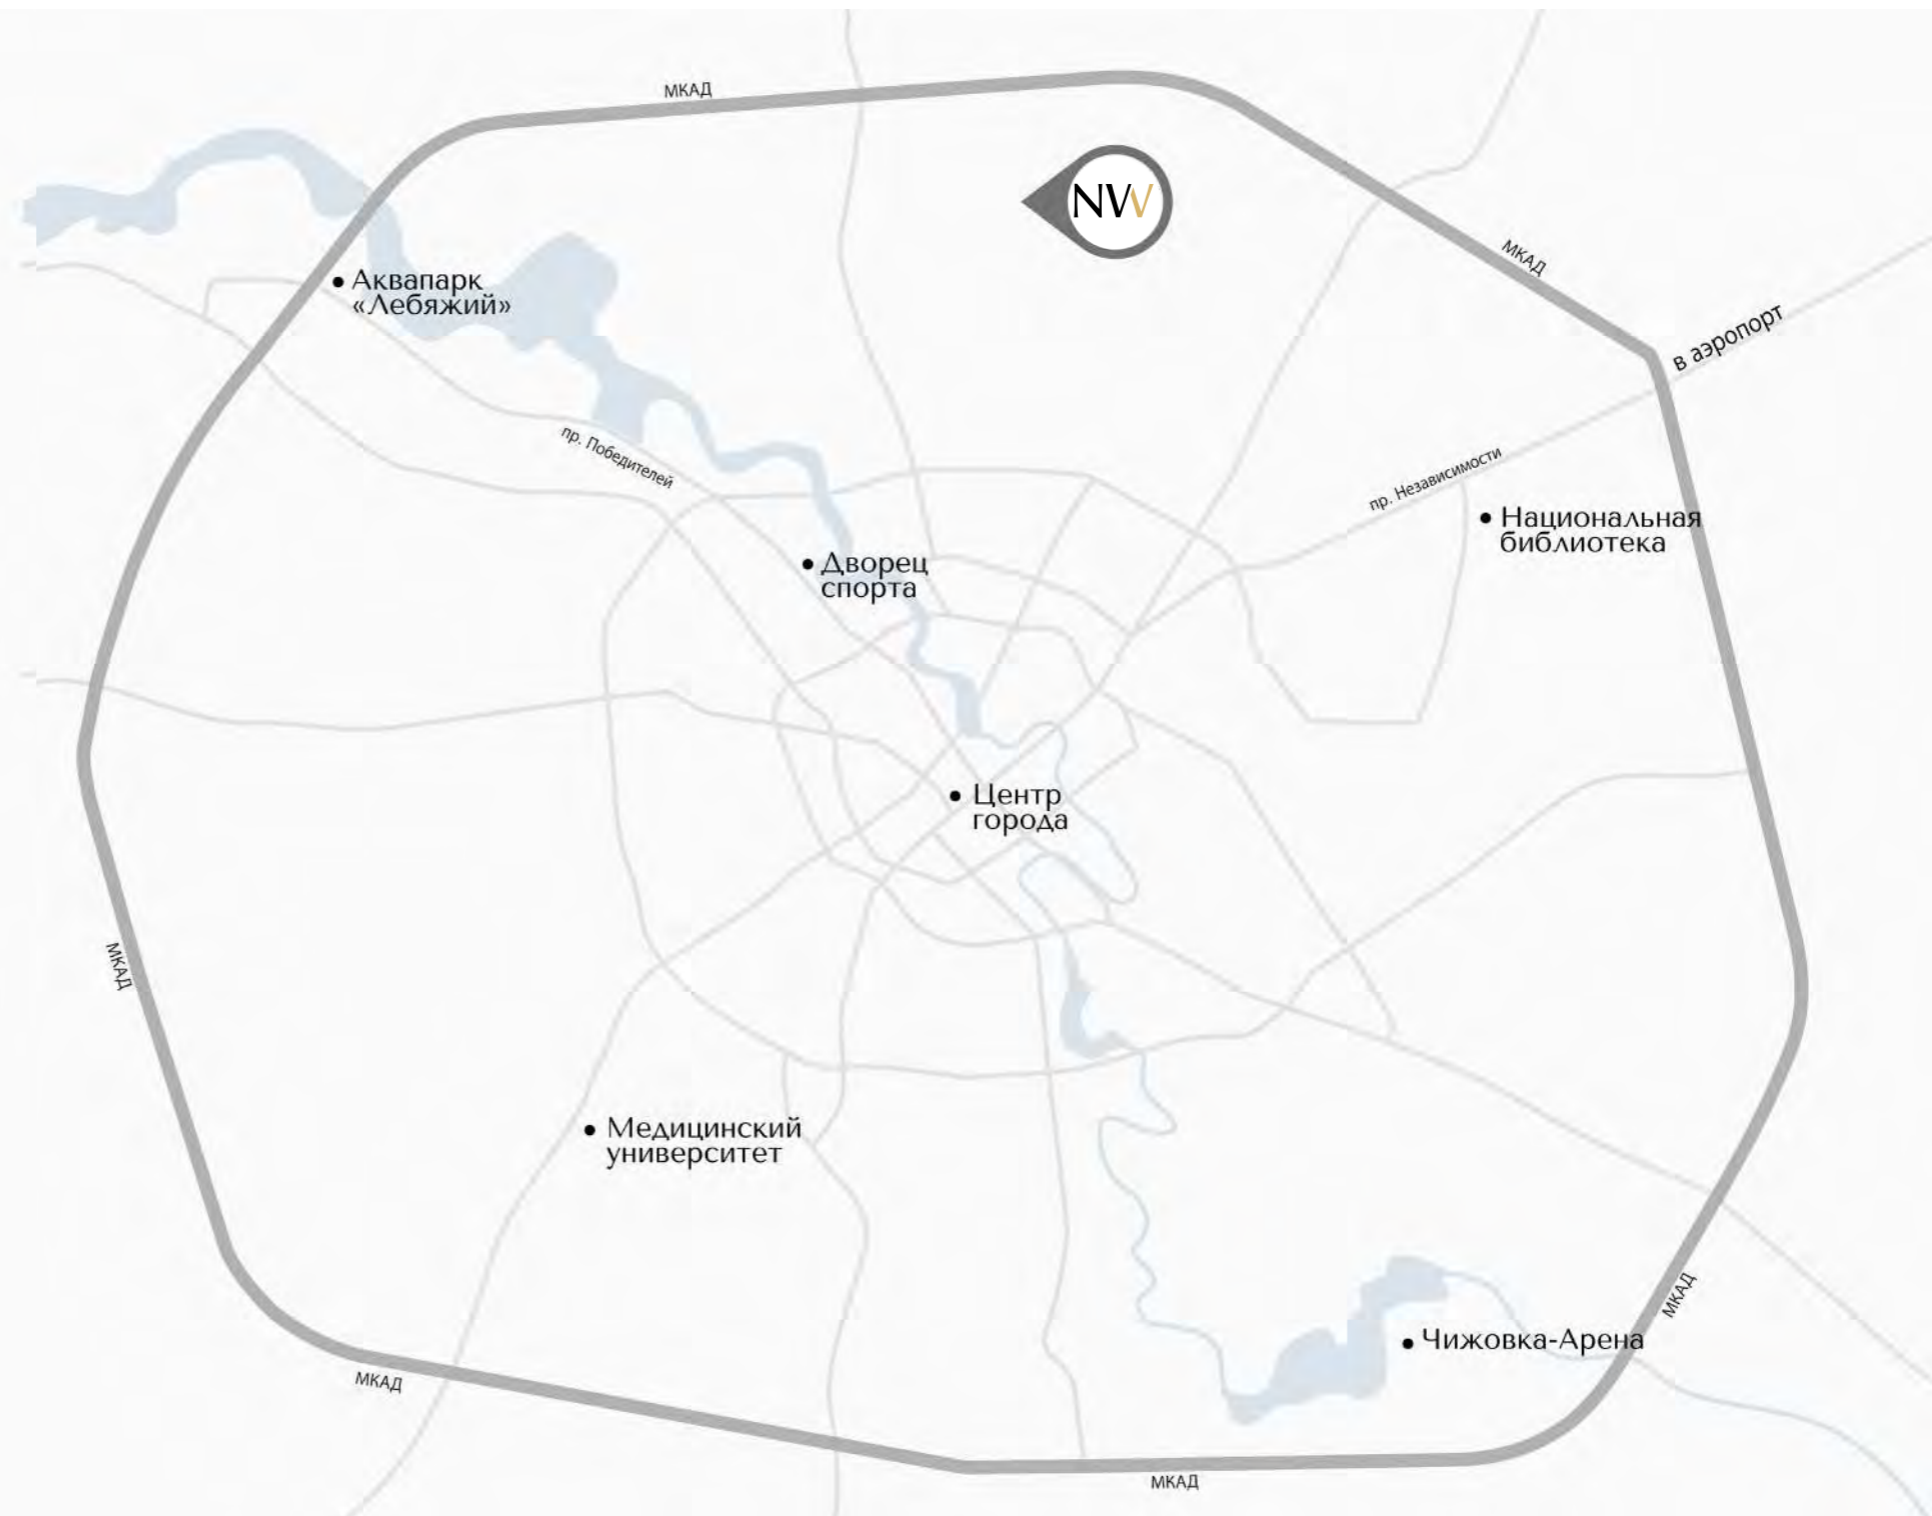 МКАД
NW
МКАД
• Аквапарк
«Лебяжий»
в аэропорт
пр. Победителей
пр. Независимости
• Национальная
библиотека
• Дворец
спорта
• Центр
города
МКАД
• Медицинский
университет
МКАД
• Чижовка-Арена
МКАД
МКАД